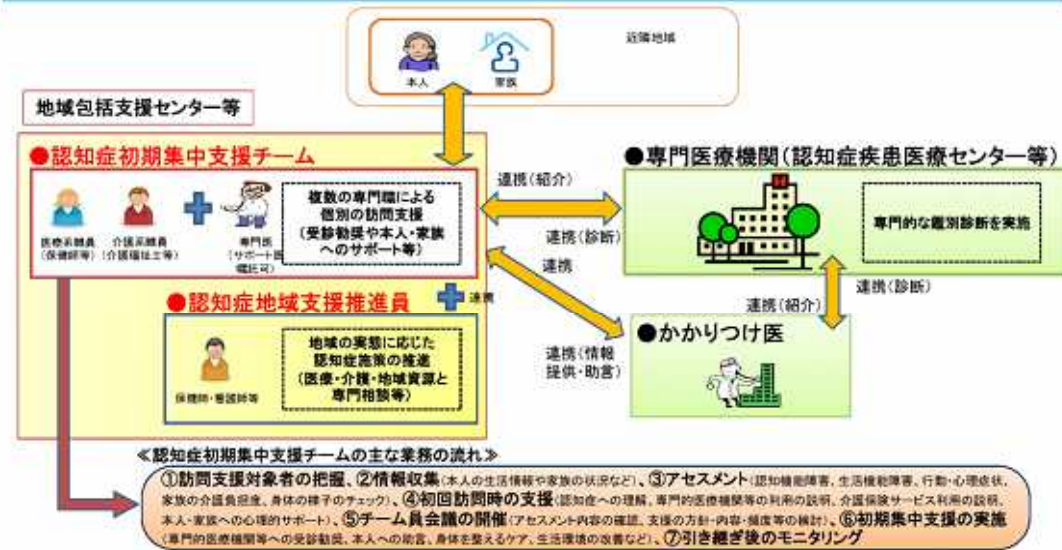 近隣地域
本人
家族
地域包括支援センター等
●認知症初期集中支援チーム
医療系職員
(保健師等)
介護系職員
(介護福祉士等)
専門医
(サポート医
嘱託可)
複数の専門職による
個別の訪問支援
(受診勧奨や本人・家族
へのサポート等)
●認知症地域支援推進員
連携
保健師・看護師等
地域の実態に応じた
認知症施策の推進
(医療・介護・地域資源と
専門相談等)
連携(紹介)
連携(診断)
連携
連携(情報
提供・助言)
●専門医療機関(認知症疾患医療センター等)
専門的な鑑別診断を実施
連携(診断)
連携(紹介)
●かかりつけ医
≪認知症初期集中支援チームの主な業務の流れ≫
①訪問支援対象者の把握、②情報収集(本人の生活情報や家族の状況など)、③アセスメント(認知機能障害、生活機能障害、行動・心理症状、
家族の介護負担度、身体の様子のチェック)、④初回訪問時の支援(認知症への理解、専門的医療機関等の利用の説明、介護保険サービス利用の説明、
本人・家族への心理的サポート)、⑤チーム員会議の開催(アセスメント内容の確認、支援の方針・内容・頻度等の検討)、⑥初期集中支援の実施
(専門的医療機関等への受診勧奨、本人への助言、身体を整えるケア、生活環境の改善など)、⑦引き継ぎ後のモニタリング